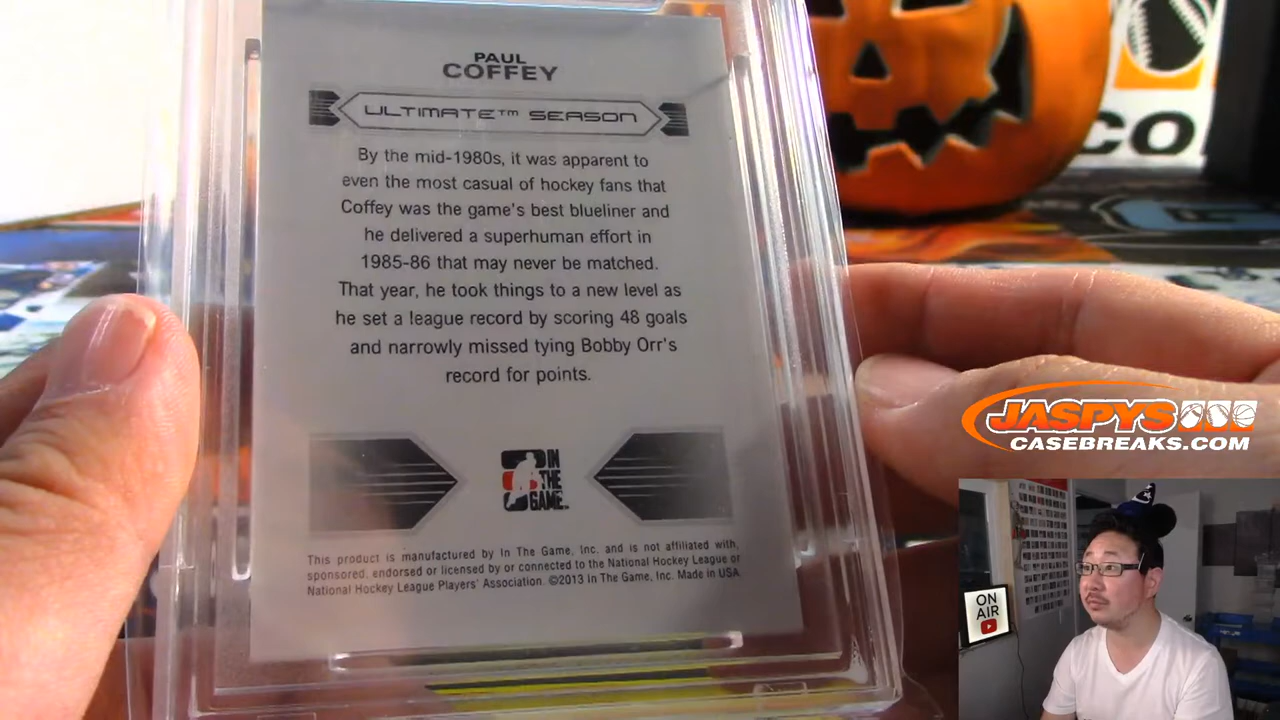 PAUL
COFFEY
ULTIMATE™ SEASON
By the mid-1980s, it was apparent to
even the most casual of hockey fans that
Coffey was the game's best blueliner and
he delivered a superhuman effort in
1985-86 that may never be matched.
That year, he took things to a new level as
he set a league record by scoring 48 goals
and narrowly missed tying Bobby Orr's
record for points.
IN
THE
GAME™
This product is manufactured by In The Game, Inc. and is not affiliated with,
sponsored, endorsed or licensed by or connected to the National Hockey League or
National Hockey League Players' Association. ©2013 In The Game, Inc. Made in USA.
CO
JASPYS
CASEBREAKS.COM
ON
AIR